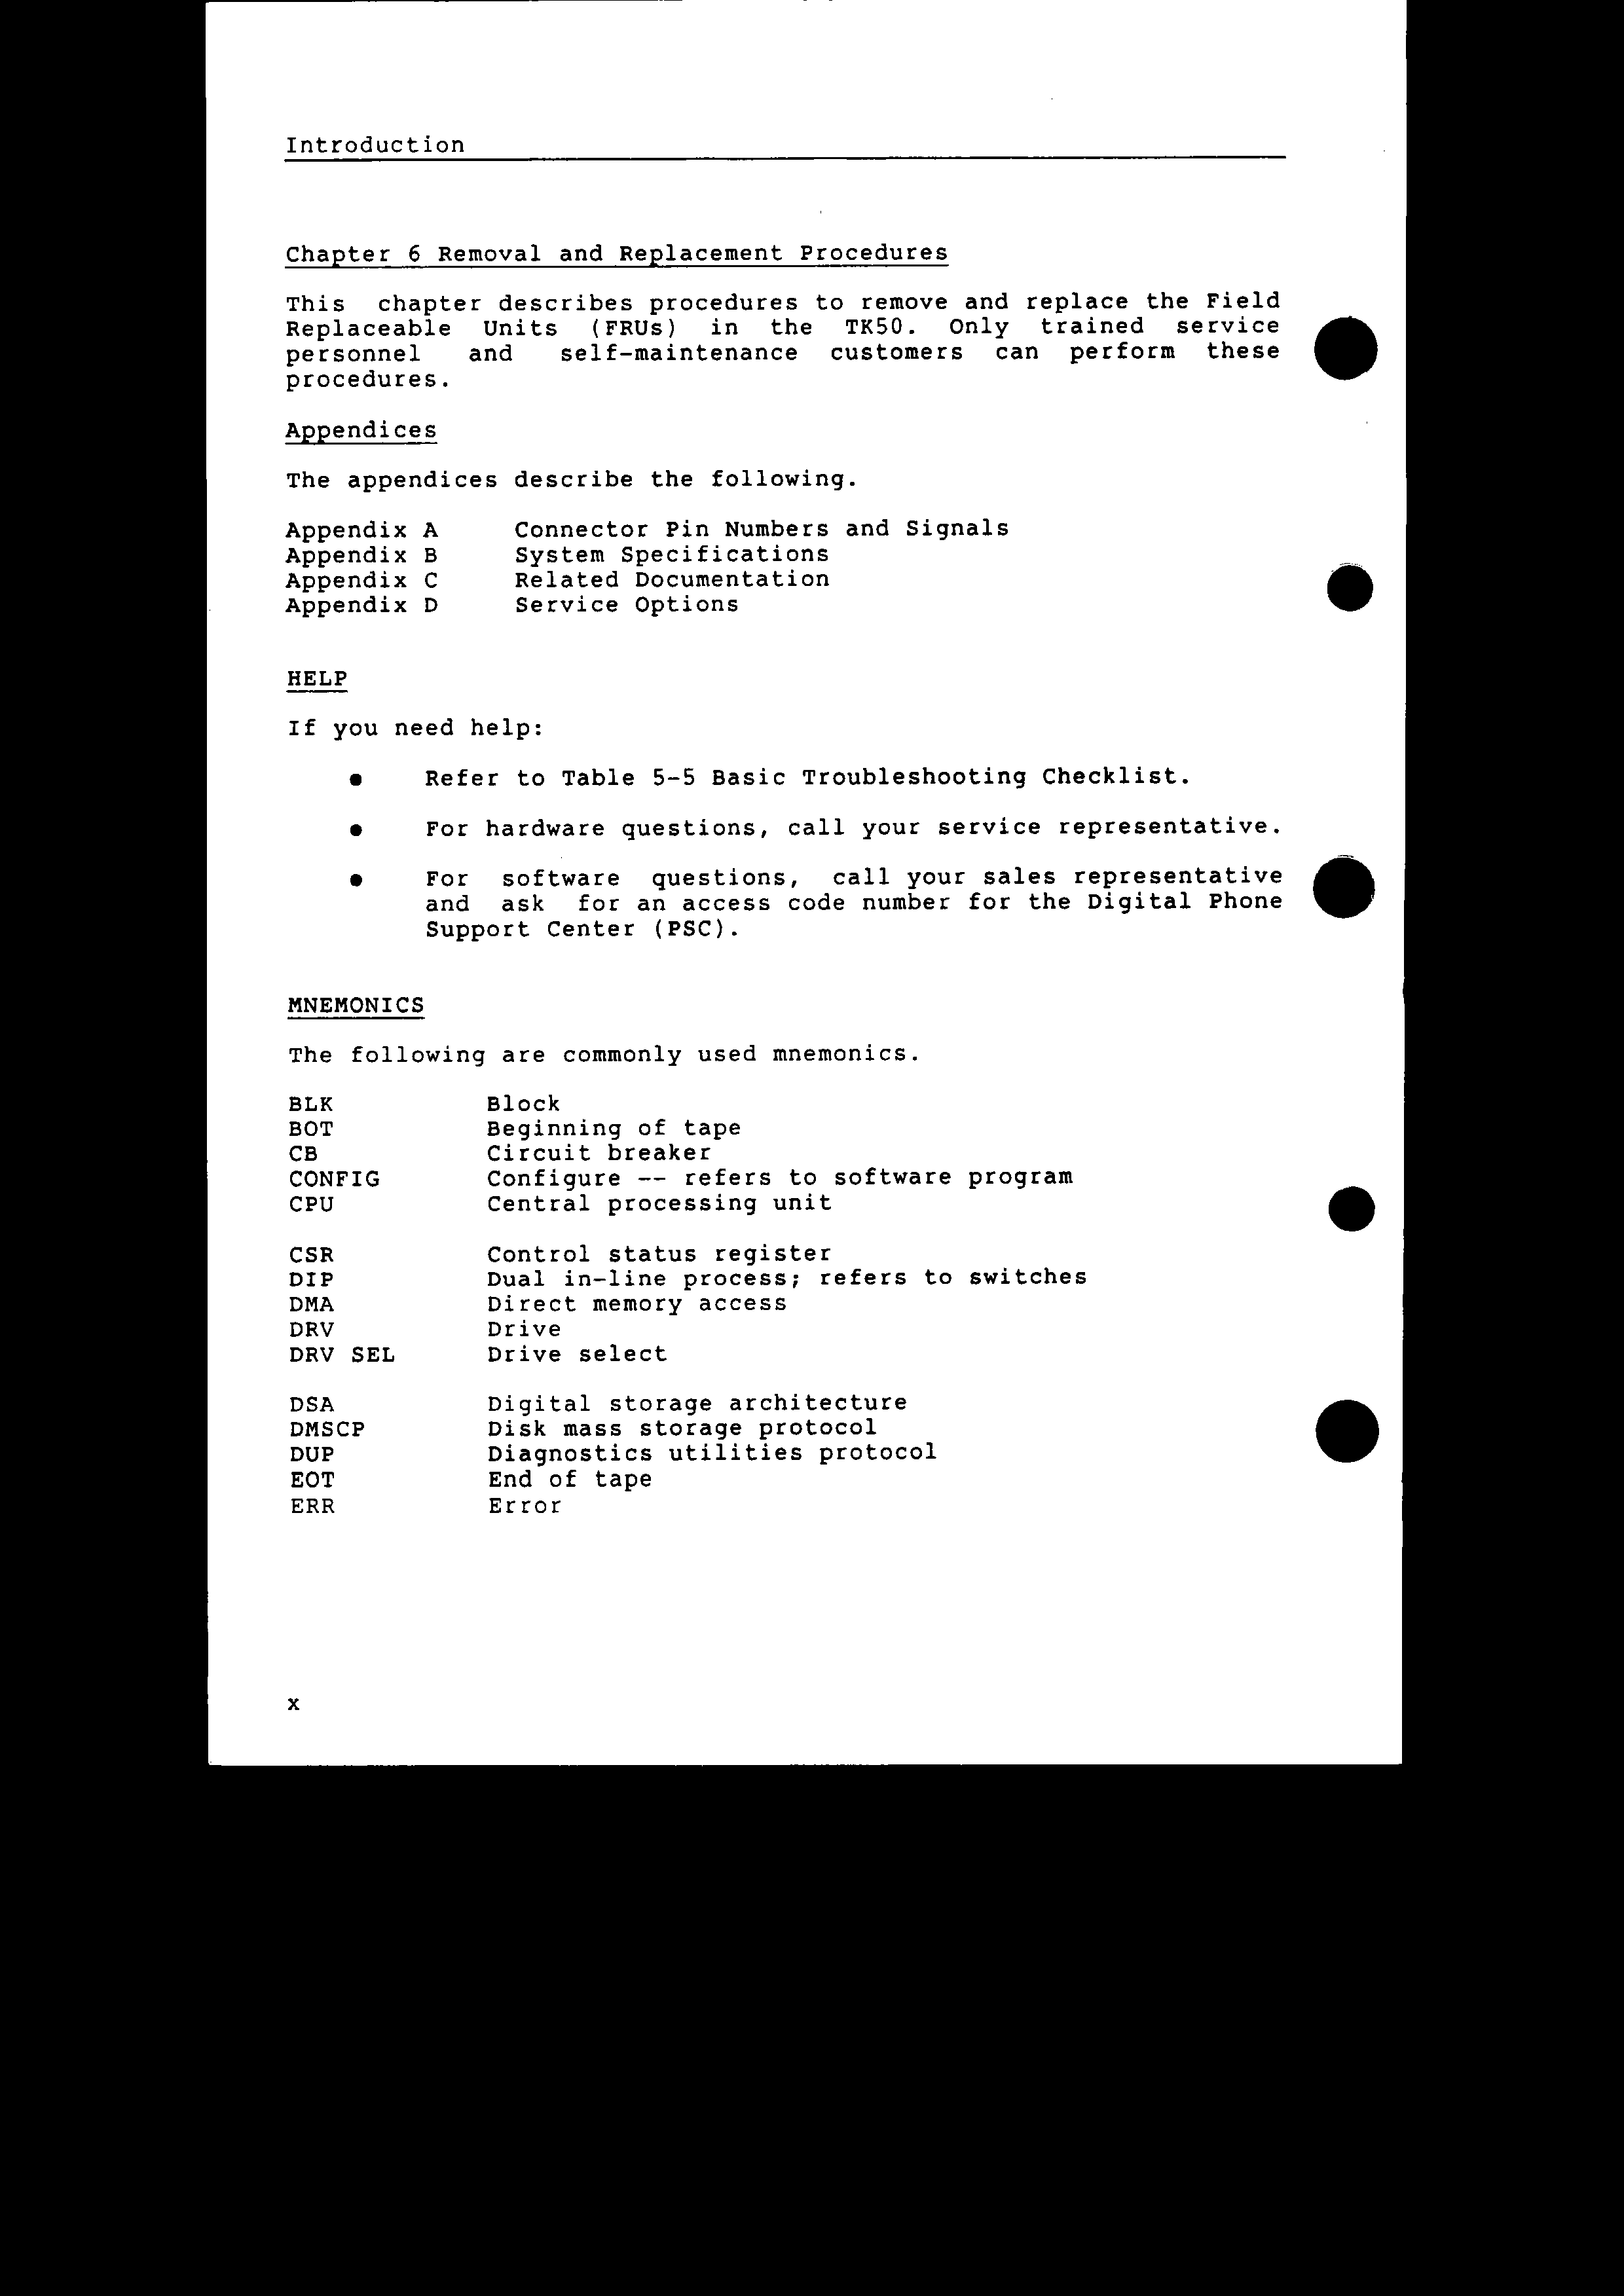 Introduction
Chapter 6 Removal and Replacement Procedures
This chapter describes procedures to remove and replace the Field
Replaceable Units (FRUs) in the TK50. Only trained service
personnel and self-maintenance customers can perform these
procedures.
Appendices
The appendices describe the following.
Appendix A Connector Pin Numbers and Signals
Appendix B System Specifications
Appendix C Related Documentation
Appendix D Service Options
HELP
If you need help:
● Refer to Table 5-5 Basic Troubleshooting Checklist.
● For hardware questions, call your service representative.
● For software questions, call your sales representative
and ask for an access code number for the Digital Phone
Support Center (PSC).
MNEMONICS
The following are commonly used mnemonics.
BLK Block
BOT Beginning of tape
CB Circuit breaker
CONFIG Configure -- refers to software program
CPU Central processing unit
CSR Control status register
DIP Dual in-line process; refers to switches
DMA Direct memory access
DRV Drive
DRV SEL Drive select
DSA Digital storage architecture
DMSCP Disk mass storage protocol
DUP Diagnostics utilities protocol
EOT End of tape
ERR Error
x